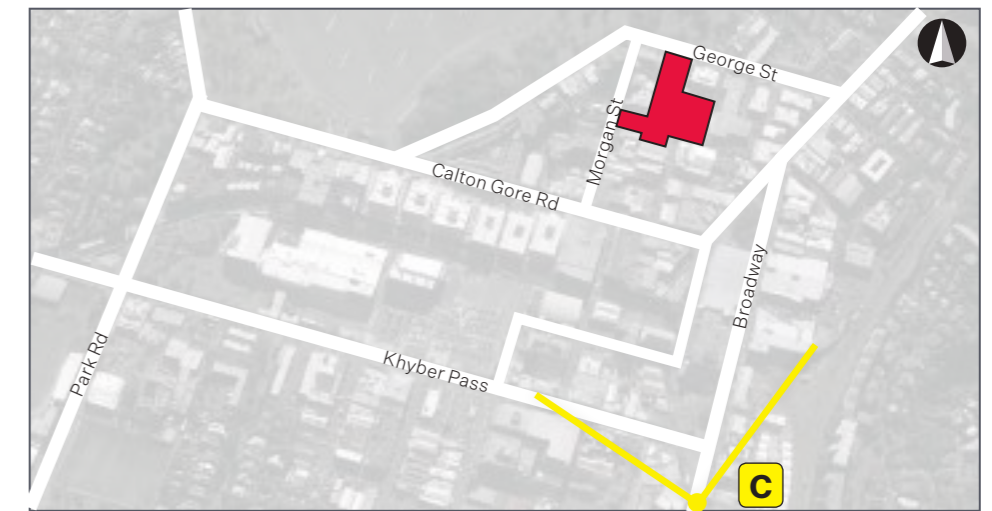 George St
Morgan St
Calton Gore Rd
Broadway
Khyber Pass
Park Rd
C